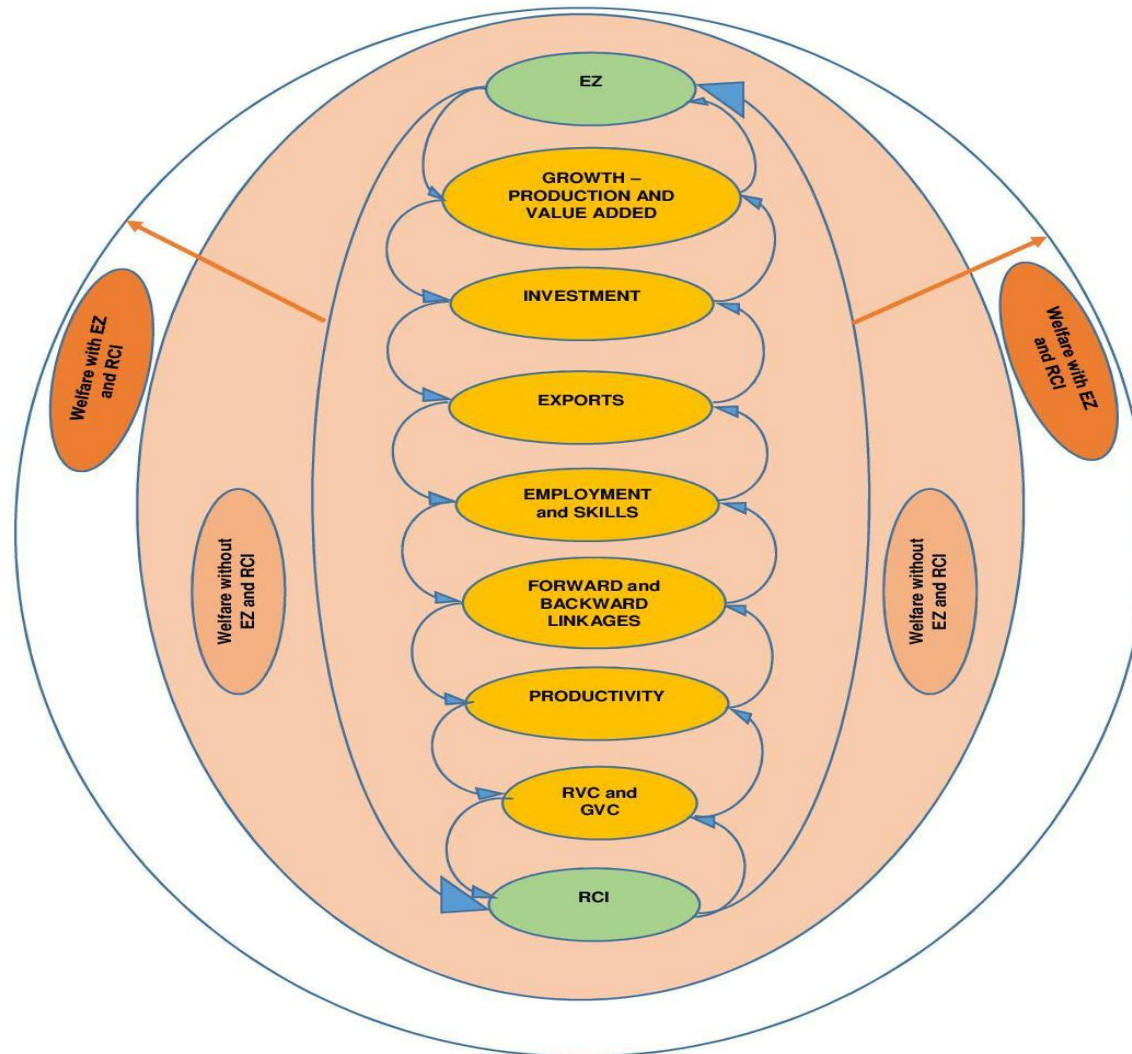 EZ
GROWTH –
PRODUCTION AND
VALUE ADDED
INVESTMENT
EXPORTS
EMPLOYMENT
and SKILLS
FORWARD and
BACKWARD
LINKAGES
PRODUCTIVITY
RVC and
GVC
RCI
Welfare with EZ
and RCI
Welfare with EZ
and RCI
Welfare without
EZ and RCI
Welfare without
EZ and RCI